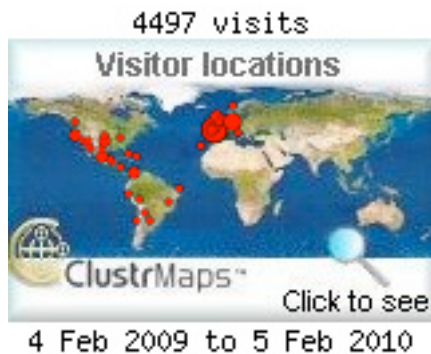 4497 visits
Visitor locations
ClustrMaps™
Click to see
4 Feb 2009 to 5 Feb 2010